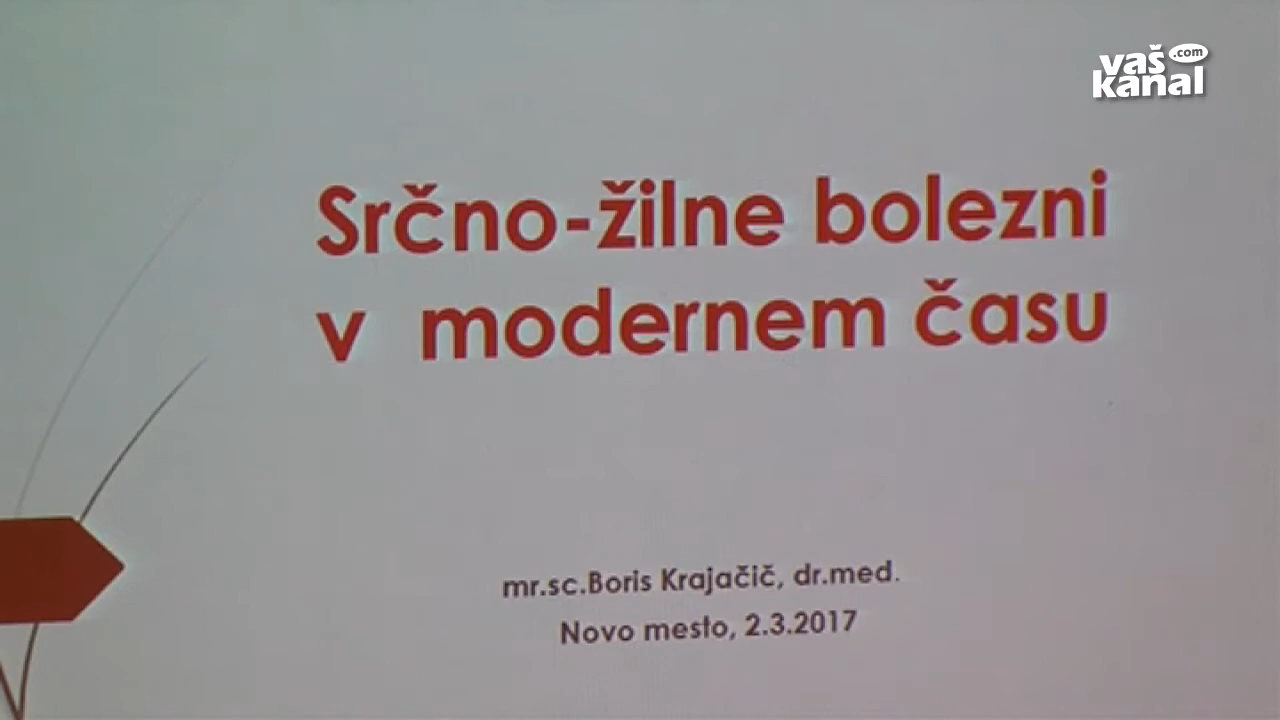 vaš .com
kanal
Srčno-žilne bolezni
v modernem času
mr.sc.Boris Krajačič, dr.med.
Novo mesto, 2.3.2017